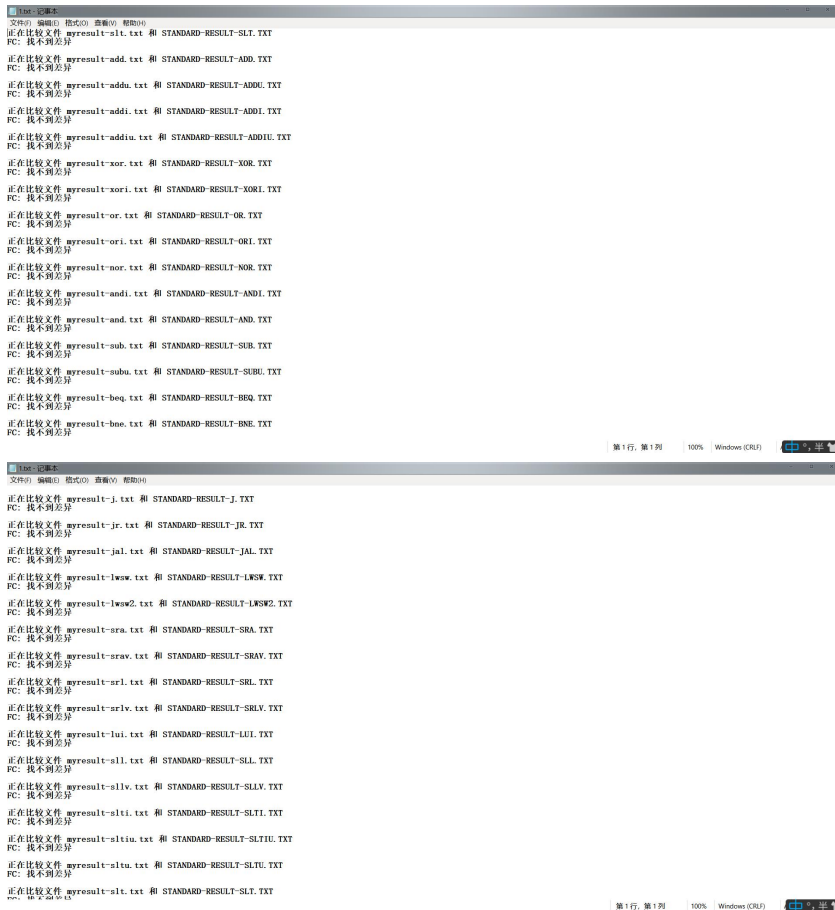 1.txt - 记事本
文件(F) 编辑(E) 格式(O) 查看(V) 帮助(H)
正在比较文件 myresult-slt.txt 和 STANDARD-RESULT-SLT.TXT
FC: 找不到差异
正在比较文件 myresult-add.txt 和 STANDARD-RESULT-ADD.TXT
FC: 找不到差异
正在比较文件 myresult-addu.txt 和 STANDARD-RESULT-ADDU.TXT
FC: 找不到差异
正在比较文件 myresult-addi.txt 和 STANDARD-RESULT-ADDI.TXT
FC: 找不到差异
正在比较文件 myresult-addiu.txt 和 STANDARD-RESULT-ADDIU.TXT
FC: 找不到差异
正在比较文件 myresult-xor.txt 和 STANDARD-RESULT-XOR.TXT
FC: 找不到差异
正在比较文件 myresult-xori.txt 和 STANDARD-RESULT-XORI.TXT
FC: 找不到差异
正在比较文件 myresult-or.txt 和 STANDARD-RESULT-OR.TXT
FC: 找不到差异
正在比较文件 myresult-ori.txt 和 STANDARD-RESULT-ORI.TXT
FC: 找不到差异
正在比较文件 myresult-nor.txt 和 STANDARD-RESULT-NOR.TXT
FC: 找不到差异
正在比较文件 myresult-andi.txt 和 STANDARD-RESULT-ANDI.TXT
FC: 找不到差异
正在比较文件 myresult-and.txt 和 STANDARD-RESULT-AND.TXT
FC: 找不到差异
正在比较文件 myresult-sub.txt 和 STANDARD-RESULT-SUB.TXT
FC: 找不到差异
正在比较文件 myresult-subu.txt 和 STANDARD-RESULT-SUBU.TXT
FC: 找不到差异
正在比较文件 myresult-beq.txt 和 STANDARD-RESULT-BEQ.TXT
FC: 找不到差异
正在比较文件 myresult-bne.txt 和 STANDARD-RESULT-BNE.TXT
FC: 找不到差异
第 1 行, 第 1 列 100% Windows (CRLF) 中 °, 半
1.txt - 记事本
文件(F) 编辑(E) 格式(O) 查看(V) 帮助(H)
正在比较文件 myresult-j.txt 和 STANDARD-RESULT-J.TXT
FC: 找不到差异
正在比较文件 myresult-jr.txt 和 STANDARD-RESULT-JR.TXT
FC: 找不到差异
正在比较文件 myresult-jal.txt 和 STANDARD-RESULT-JAL.TXT
FC: 找不到差异
正在比较文件 myresult-lwsw.txt 和 STANDARD-RESULT-LWSW.TXT
FC: 找不到差异
正在比较文件 myresult-lwsw2.txt 和 STANDARD-RESULT-LWSW2.TXT
FC: 找不到差异
正在比较文件 myresult-sra.txt 和 STANDARD-RESULT-SRA.TXT
FC: 找不到差异
正在比较文件 myresult-srav.txt 和 STANDARD-RESULT-SRAV.TXT
FC: 找不到差异
正在比较文件 myresult-srl.txt 和 STANDARD-RESULT-SRL.TXT
FC: 找不到差异
正在比较文件 myresult-srlv.txt 和 STANDARD-RESULT-SRLV.TXT
FC: 找不到差异
正在比较文件 myresult-lui.txt 和 STANDARD-RESULT-LUI.TXT
FC: 找不到差异
正在比较文件 myresult-sll.txt 和 STANDARD-RESULT-SLL.TXT
FC: 找不到差异
正在比较文件 myresult-sllv.txt 和 STANDARD-RESULT-SLLV.TXT
FC: 找不到差异
正在比较文件 myresult-slti.txt 和 STANDARD-RESULT-SLTI.TXT
FC: 找不到差异
正在比较文件 myresult-sltiu.txt 和 STANDARD-RESULT-SLTIU.TXT
FC: 找不到差异
正在比较文件 myresult-sltu.txt 和 STANDARD-RESULT-SLTU.TXT
FC: 找不到差异
正在比较文件 myresult-slt.txt 和 STANDARD-RESULT-SLT.TXT
第 1 行, 第 1 列 100% Windows (CRLF) 中 °, 半